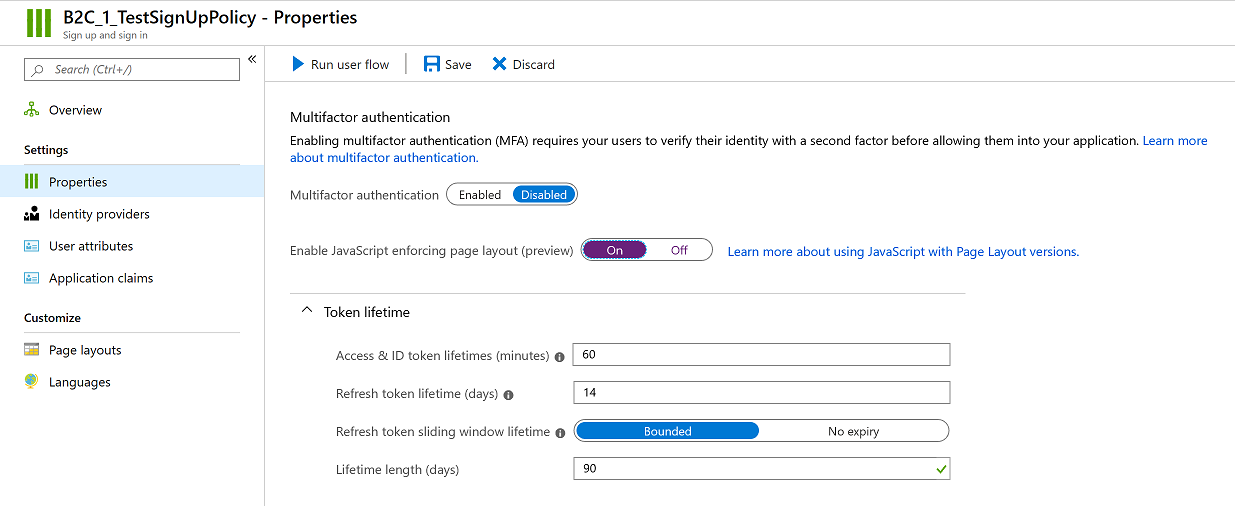 B2C_1_TestSignUpPolicy - Properties
Sign up and sign in
Search (Ctrl+/)
«
Overview
Settings
Properties
Identity providers
User attributes
Application claims
Customize
Page layouts
Languages
Run user flow
Save
Discard
Multifactor authentication
Enabling multifactor authentication (MFA) requires your users to verify their identity with a second factor before allowing them into your application. Learn more
about multifactor authentication.
Multifactor authentication Enabled Disabled
Enable JavaScript enforcing page layout (preview) On Off Learn more about using JavaScript with Page Layout versions.
Token lifetime
Access & ID token lifetimes (minutes) 60
Refresh token lifetime (days) 14
Refresh token sliding window lifetime Bounded No expiry
Lifetime length (days) 90